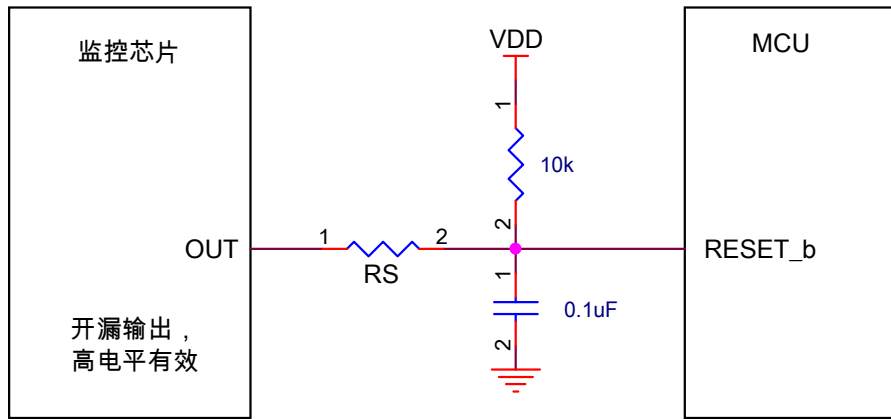 监控芯片
VDD
MCU
1
10k
2
OUT
1
2
RS
RESET_b
1
0.1uF
2
开漏输出，
高电平有效